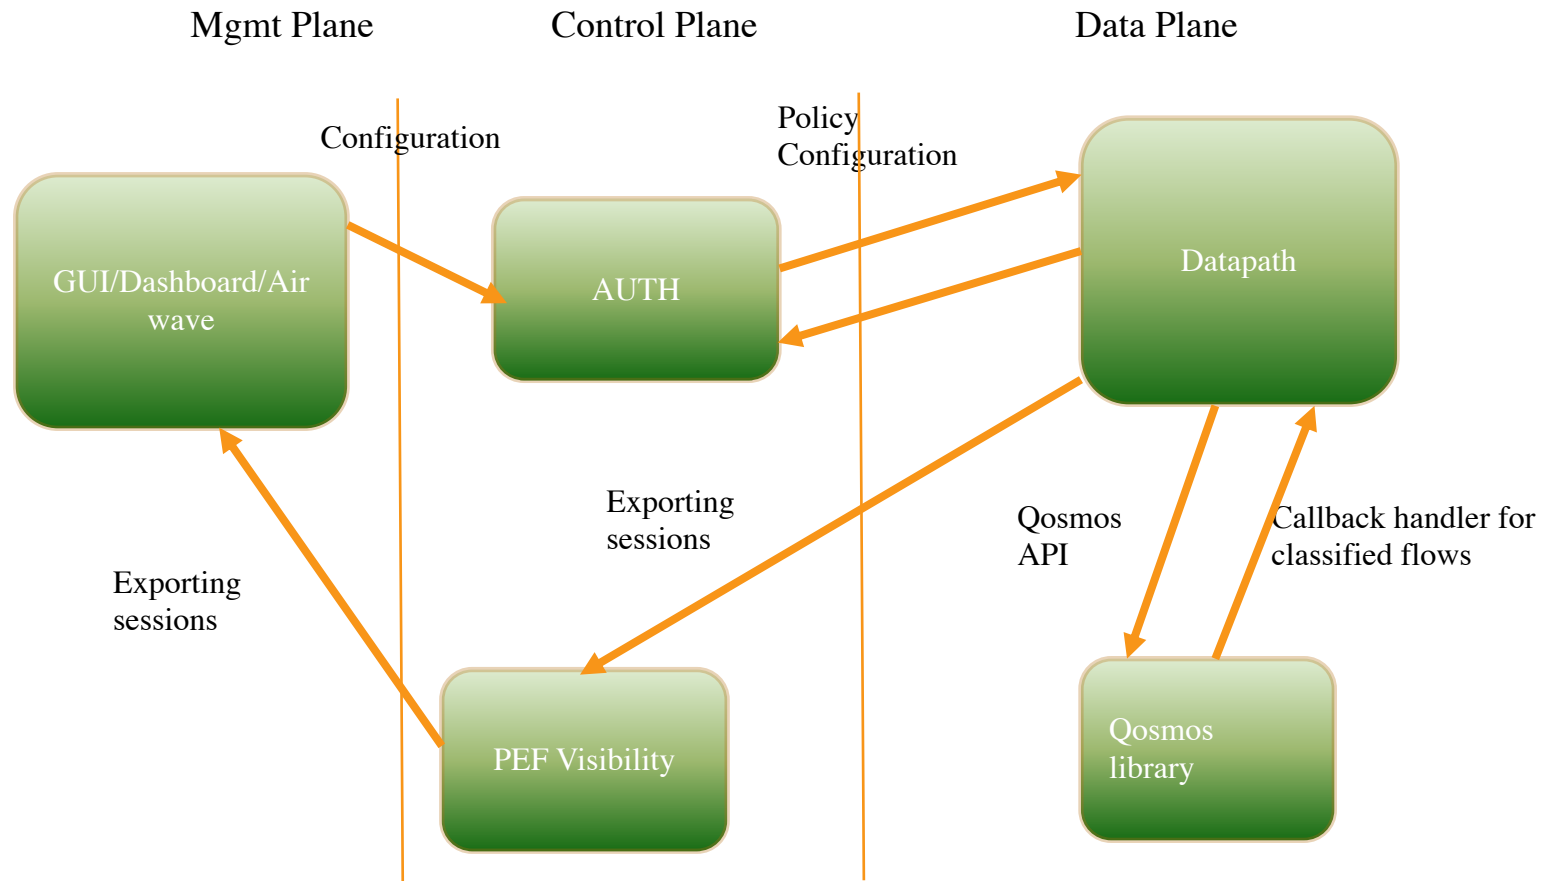 Mgmt Plane
Control Plane
Data Plane
Configuration
Policy
Configuration
GUI/Dashboard/Air
wave
AUTH
Datapath
Exporting
sessions
Qosmos
API
Callback handler for
classified flows
Exporting
sessions
PEF Visibility
Qosmos
library